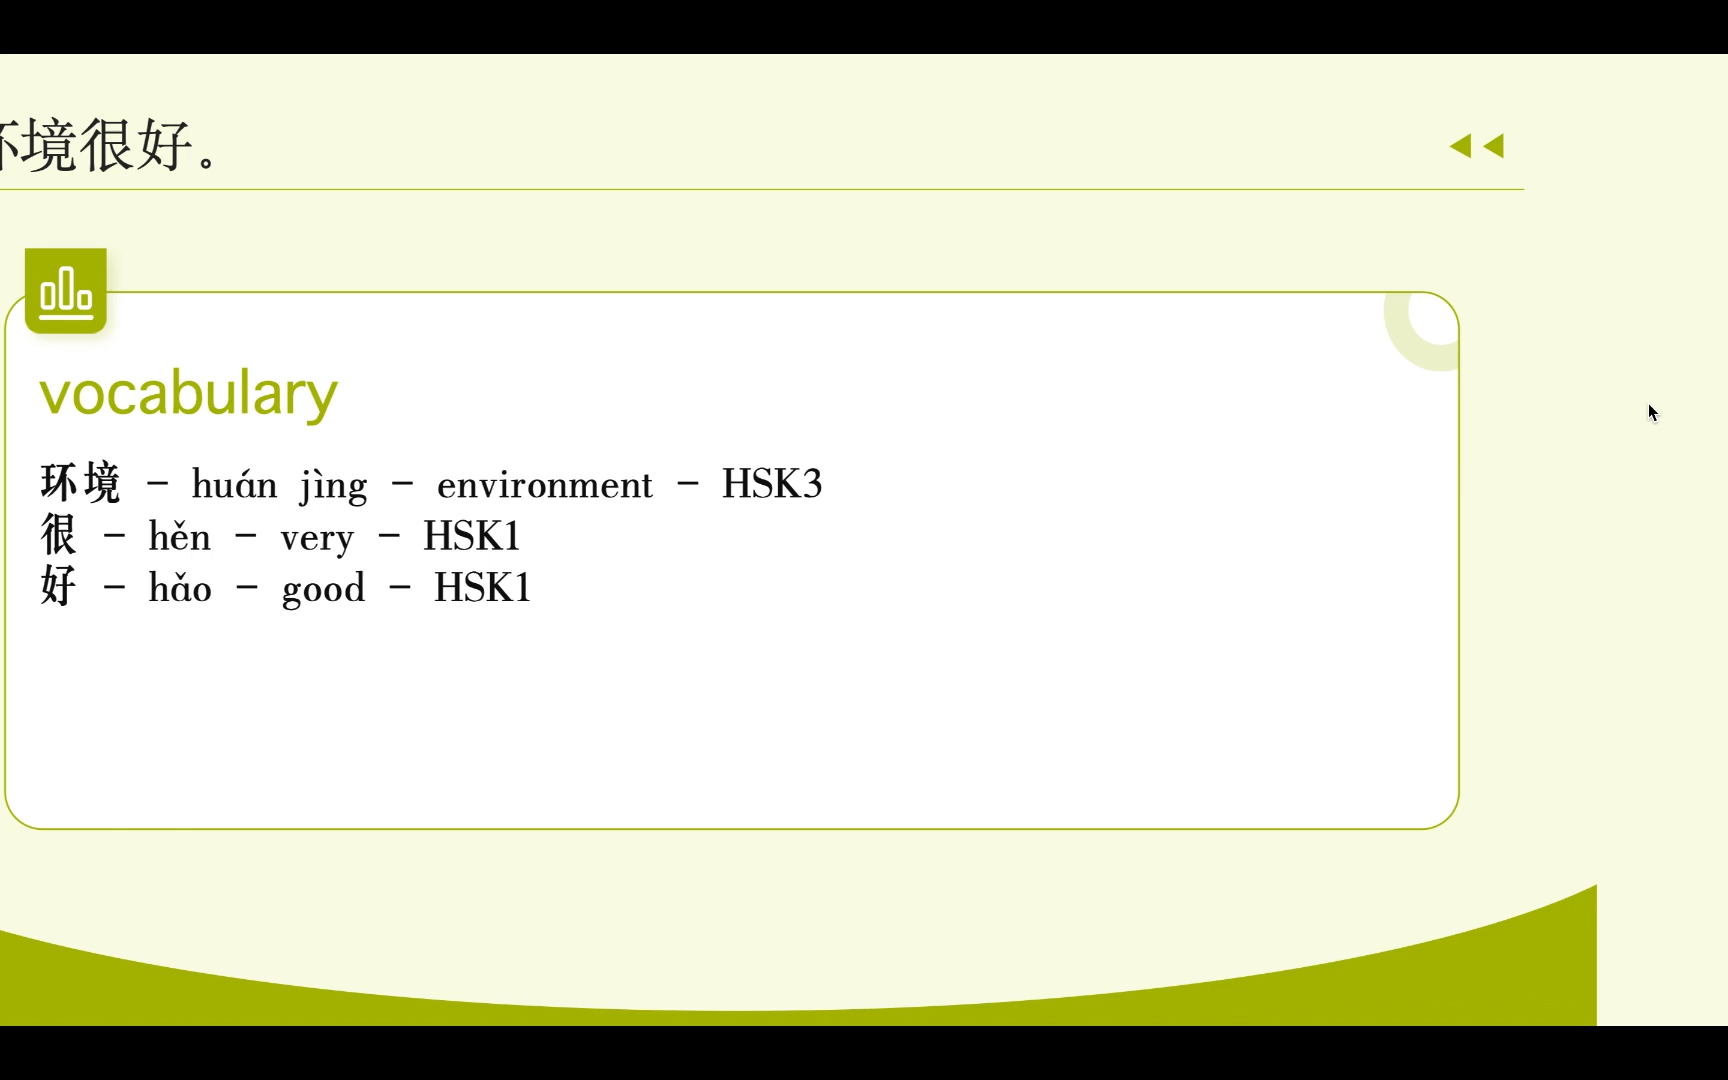 环境很好。
vocabulary
环境 – huán jìng – environment – HSK3
很 – hěn – very – HSK1
好 – hǎo – good – HSK1